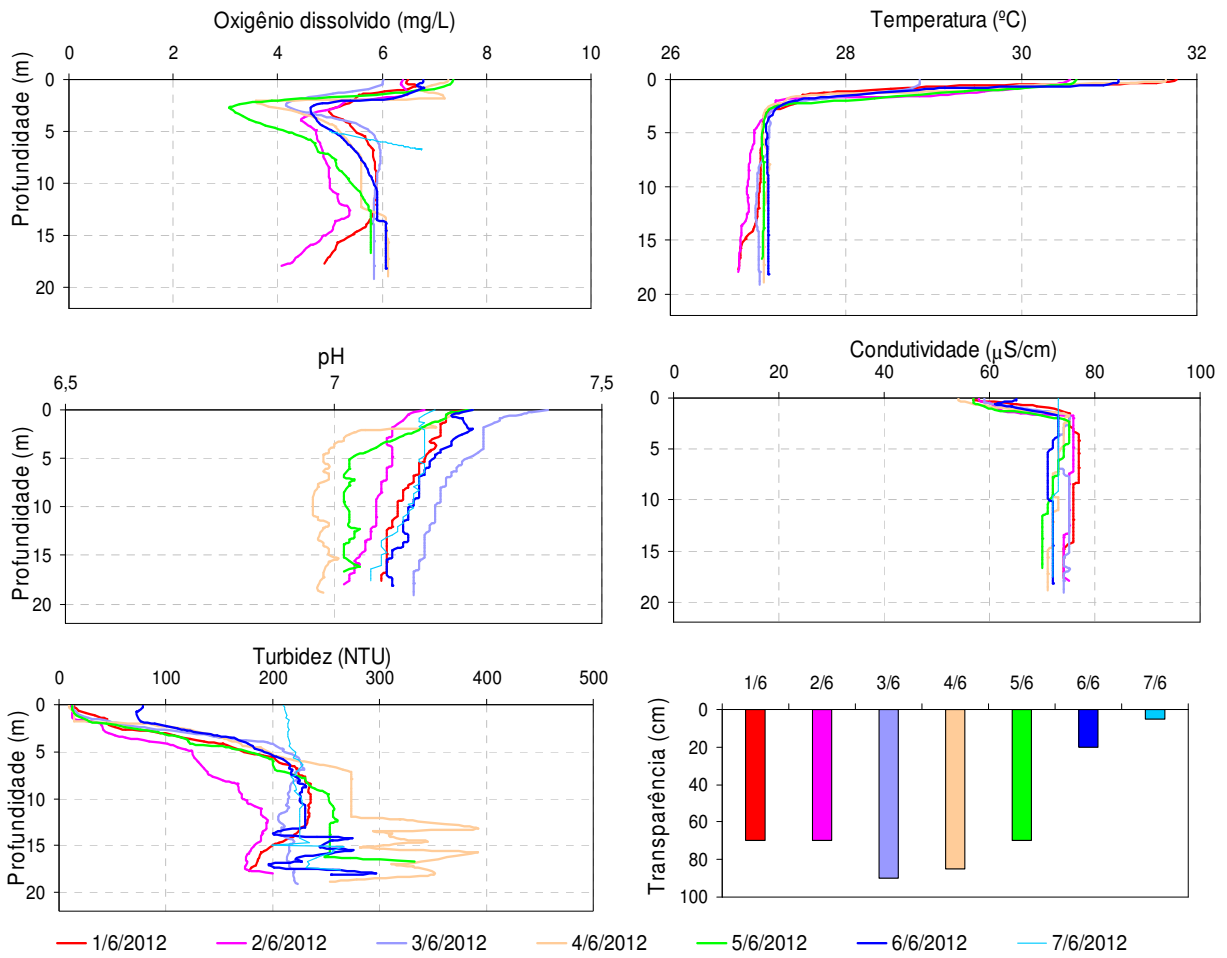 Oxigênio dissolvido (mg/L)
0 2 4 6 8 10
Profundidade (m)
0
5
10
15
20
Temperatura (ºC)
26 28 30 32
0
5
10
15
20
pH
6,5 7 7,5
Profundidade (m)
0
5
10
15
20
Condutividade (µS/cm)
0 20 40 60 80 100
0
5
10
15
20
Turbidez (NTU)
0 100 200 300 400 500
Profundidade (m)
0
5
10
15
20
1/6 2/6 3/6 4/6 5/6 6/6 7/6
Transparência (cm)
0
20
40
60
80
100
1/6/2012 2/6/2012 3/6/2012 4/6/2012 5/6/2012 6/6/2012 7/6/2012